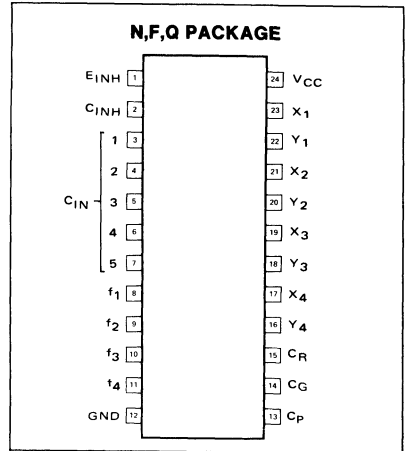 N,F,Q PACKAGE
EINH 1 24 VCC
CINH 2 23 X1
1 3 22 Y1
2 4 21 X2
CIN 3 5 20 Y2
4 6 19 X3
5 7 18 Y3
f1 8 17 X4
f2 9 16 Y4
f3 10 15 CR
f4 11 14 CG
GND 12 13 CP